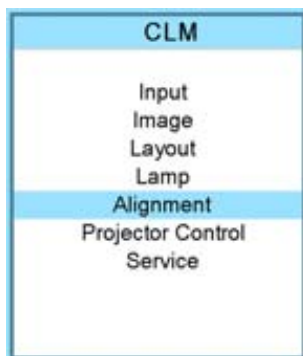 CLM
Input
Image
Layout
Lamp
Alignment
Projector Control
Service